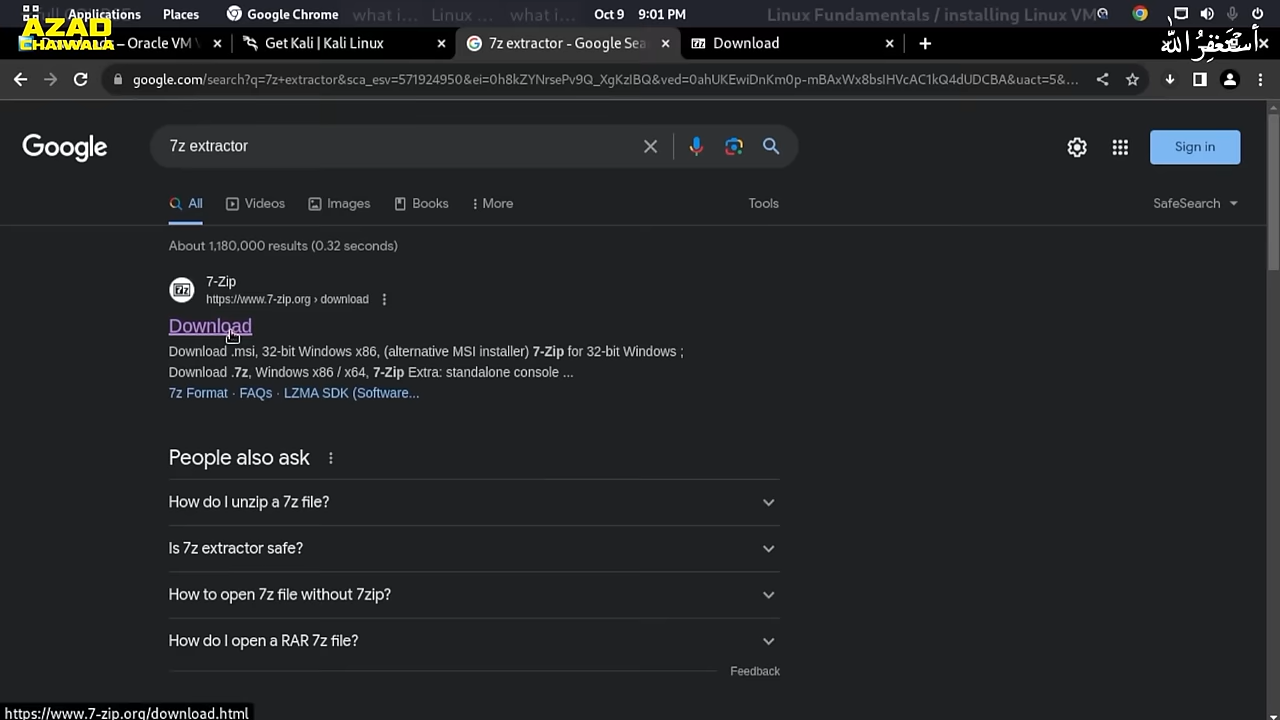 Applications Places Google Chrome Oct 9 9:01 PM Linux Fundamentals / installing Linux VM
AZAD
CHAIWALA
– Oracle VM V Get Kali | Kali Linux 7z extractor - Google Sea Download
أستغفر الله
google.com/search?q=7z+extractor&sca_esv=571924950&ei=0h8kZYNrsePv9Q_XgKzIBQ&ved=0ahUKEwiDnKm0p-mBAxWx8bsIHVcAC1kQ4dUDCBA&uact=5&...
Google
7z extractor
Sign in
All Videos Images Books More Tools SafeSearch
About 1,180,000 results (0.32 seconds)
7-Zip
https://www.7-zip.org › download
Download
Download .msi, 32-bit Windows x86, (alternative MSI installer) 7-Zip for 32-bit Windows ;
Download .7z, Windows x86 / x64, 7-Zip Extra: standalone console ...
7z Format · FAQs · LZMA SDK (Software...
People also ask
How do I unzip a 7z file?
Is 7z extractor safe?
How to open 7z file without 7zip?
How do I open a RAR 7z file?
Feedback
https://www.7-zip.org/download.html